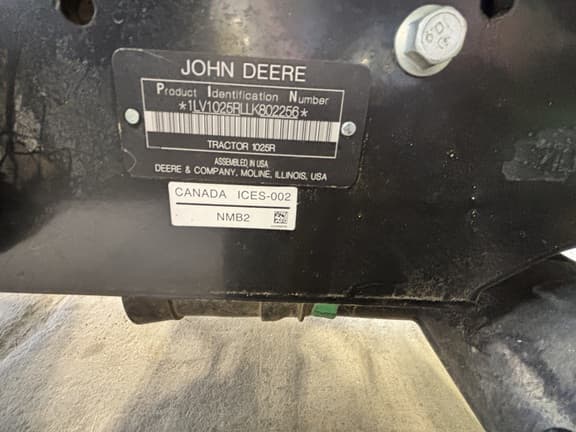 JOHN DEERE
Product Identification Number
*1LV1025RLLK802256*
TRACTOR 1025R
ASSEMBLED IN USA
DEERE & COMPANY, MOLINE, ILLINOIS, USA
CANADA ICES-002
NMB2